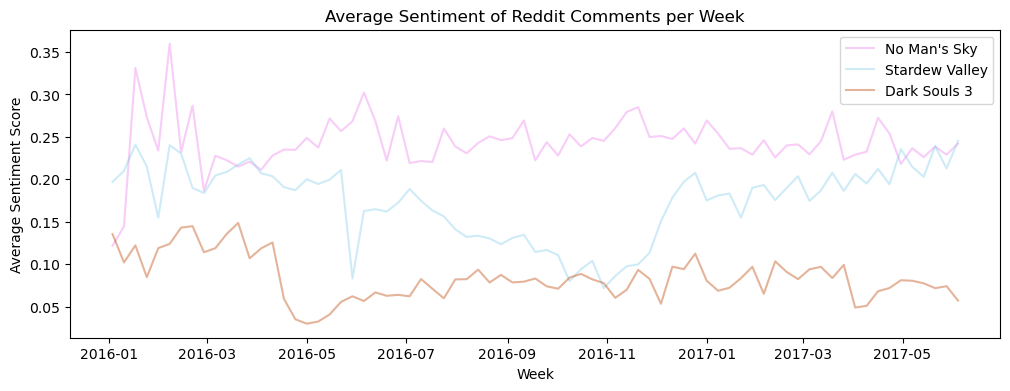 Average Sentiment of Reddit Comments per Week
Average Sentiment Score
0.35
0.30
0.25
0.20
0.15
0.10
0.05
No Man's Sky
Stardew Valley
Dark Souls 3
2016-01 2016-03 2016-05 2016-07 2016-09 2016-11 2017-01 2017-03 2017-05
Week